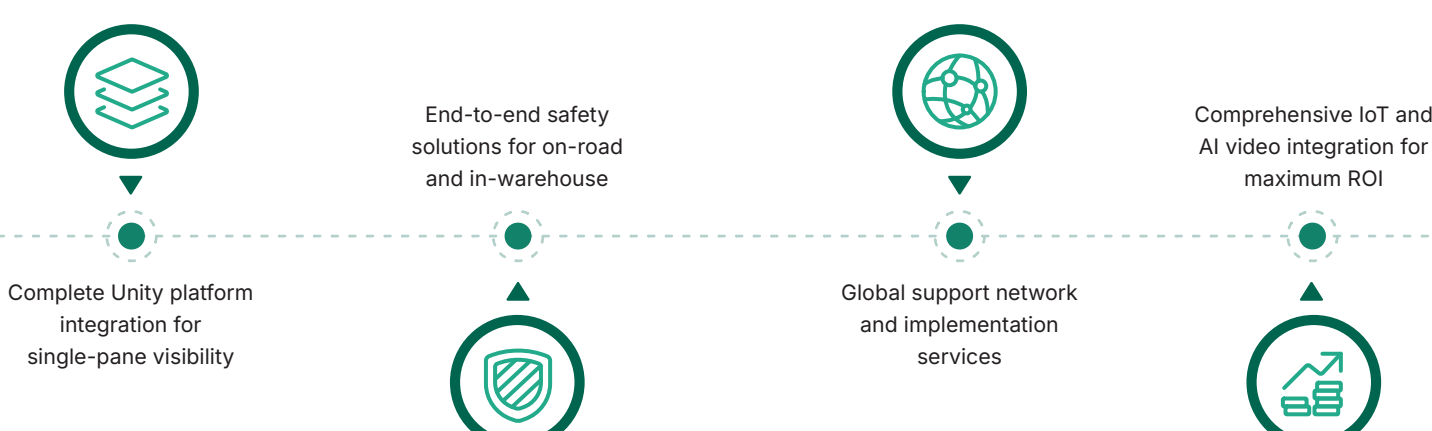 Complete Unity platform
integration for
single-pane visibility
End-to-end safety
solutions for on-road
and in-warehouse
Global support network
and implementation
services
Comprehensive IoT and
AI video integration for
maximum ROI